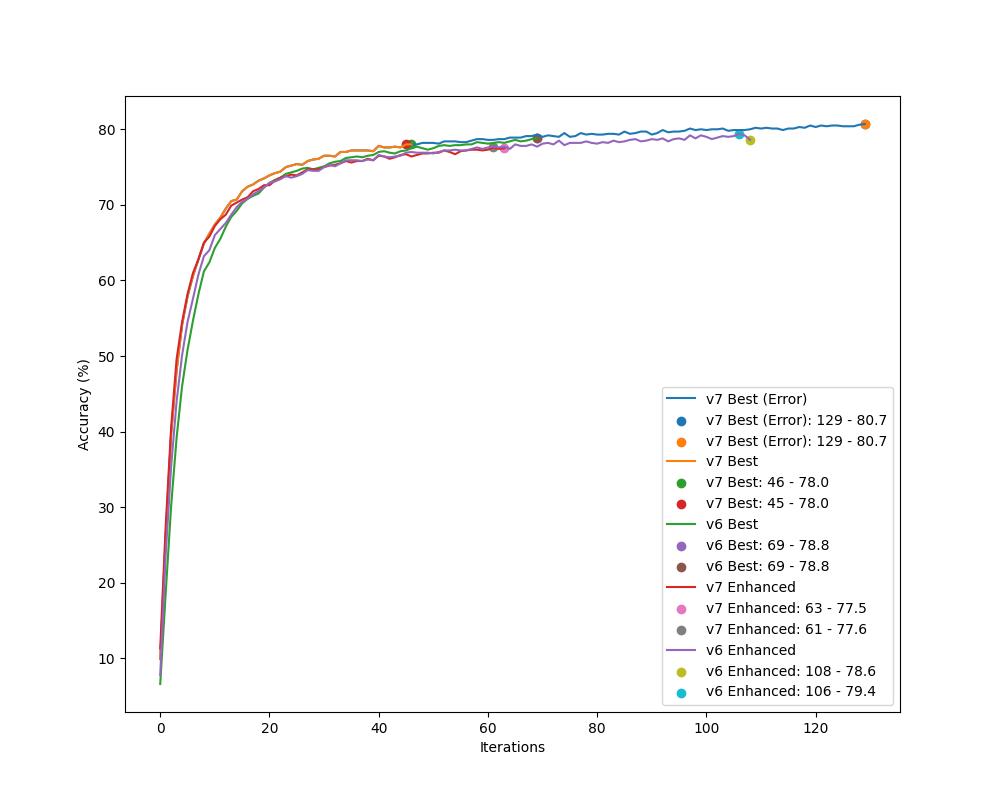 80
70
60
50
40
30
20
10
Accuracy (%)
v7 Best (Error)
v7 Best (Error): 129 - 80.7
v7 Best (Error): 129 - 80.7
v7 Best
v7 Best: 46 - 78.0
v7 Best: 45 - 78.0
v6 Best
v6 Best: 69 - 78.8
v6 Best: 69 - 78.8
v7 Enhanced
v7 Enhanced: 63 - 77.5
v7 Enhanced: 61 - 77.6
v6 Enhanced
v6 Enhanced: 108 - 78.6
v6 Enhanced: 106 - 79.4
0 20 40 60 80 100 120
Iterations